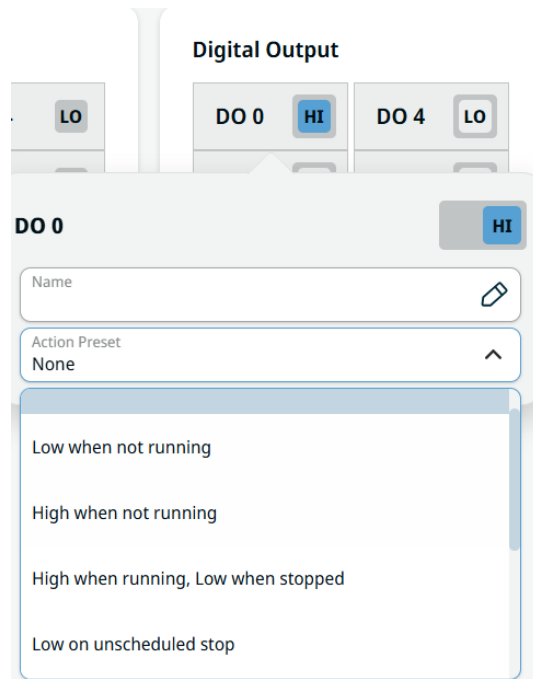 Digital Output
LO
DO 0 HI DO 4 LO
DO 0 HI
Name
Action Preset
None
Low when not running
High when not running
High when running, Low when stopped
Low on unscheduled stop